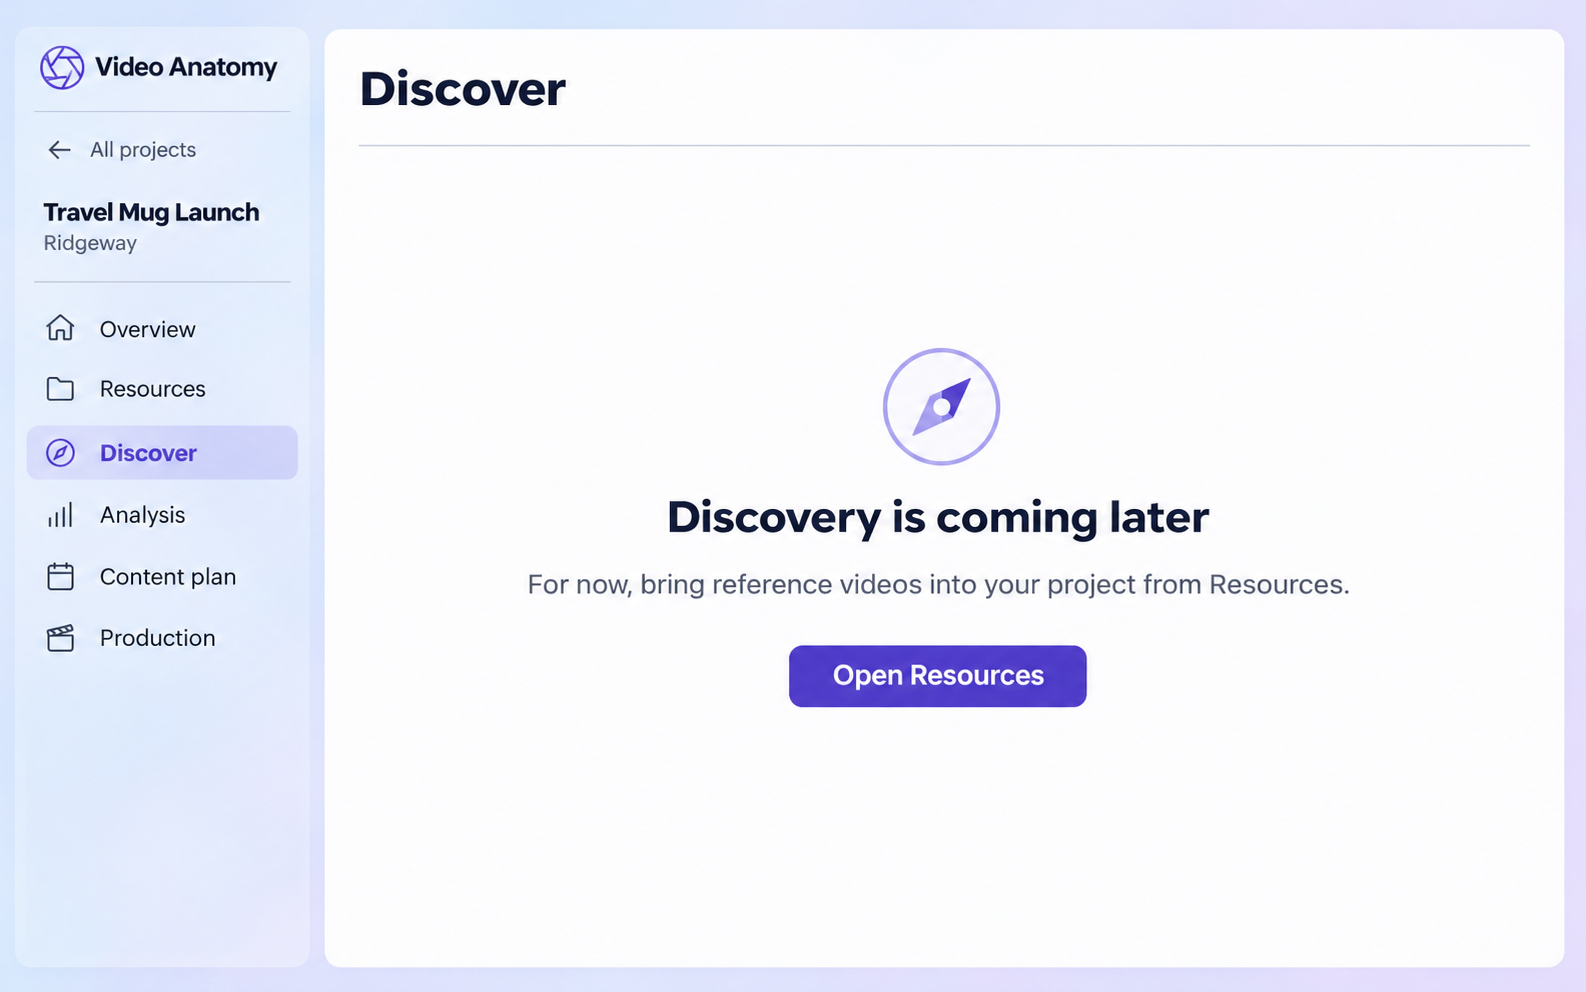 Video Anatomy
All projects
Travel Mug Launch
Ridgeway
Overview
Resources
Discover
Analysis
Content plan
Production
Discover
Discovery is coming later
For now, bring reference videos into your project from Resources.
Open Resources